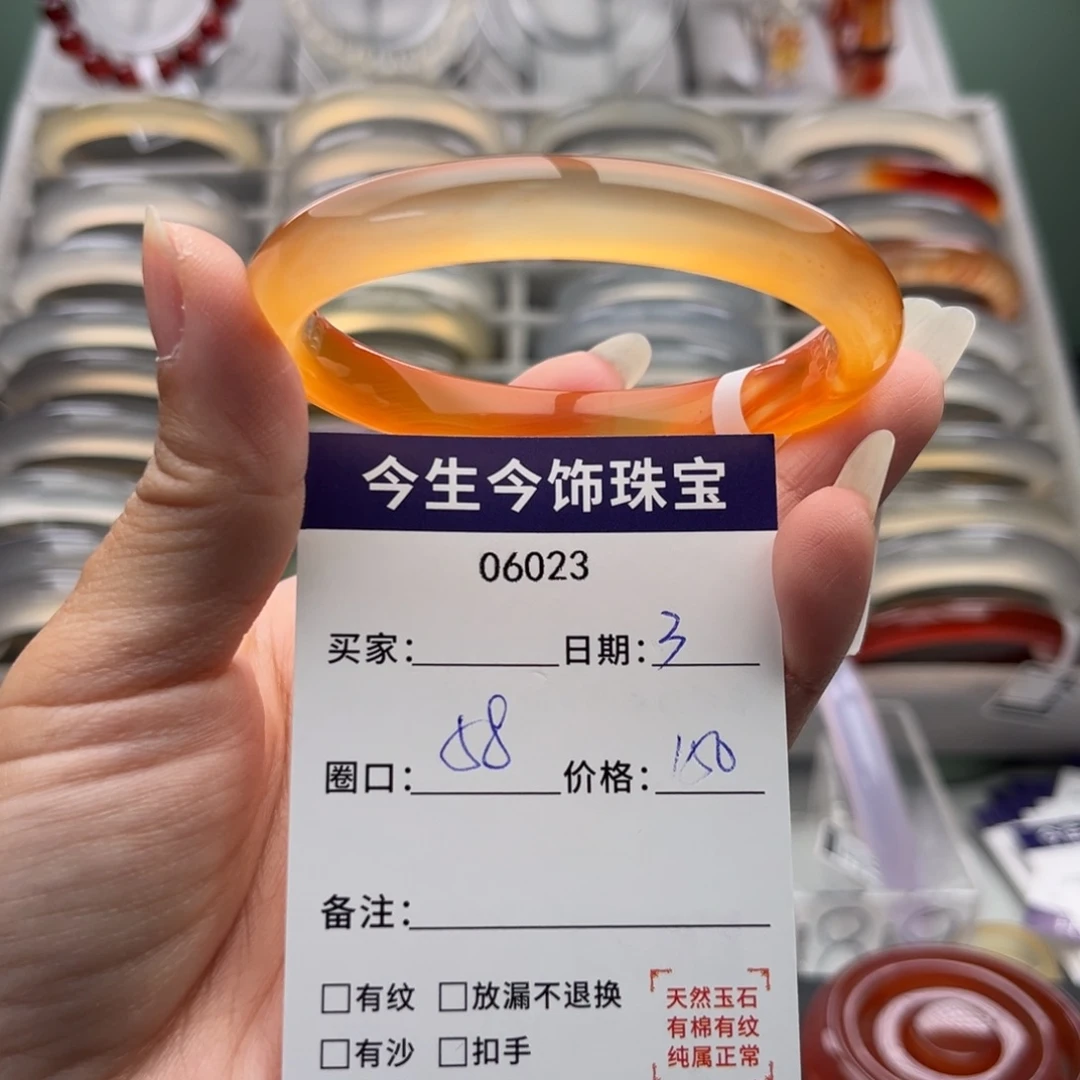 今生今饰珠宝
06023
买家： 日期：3
圈口：58 价格：150
备注：
□有纹 □放漏不退换
□有沙 □扣手
天然玉石
有棉有纹
纯属正常